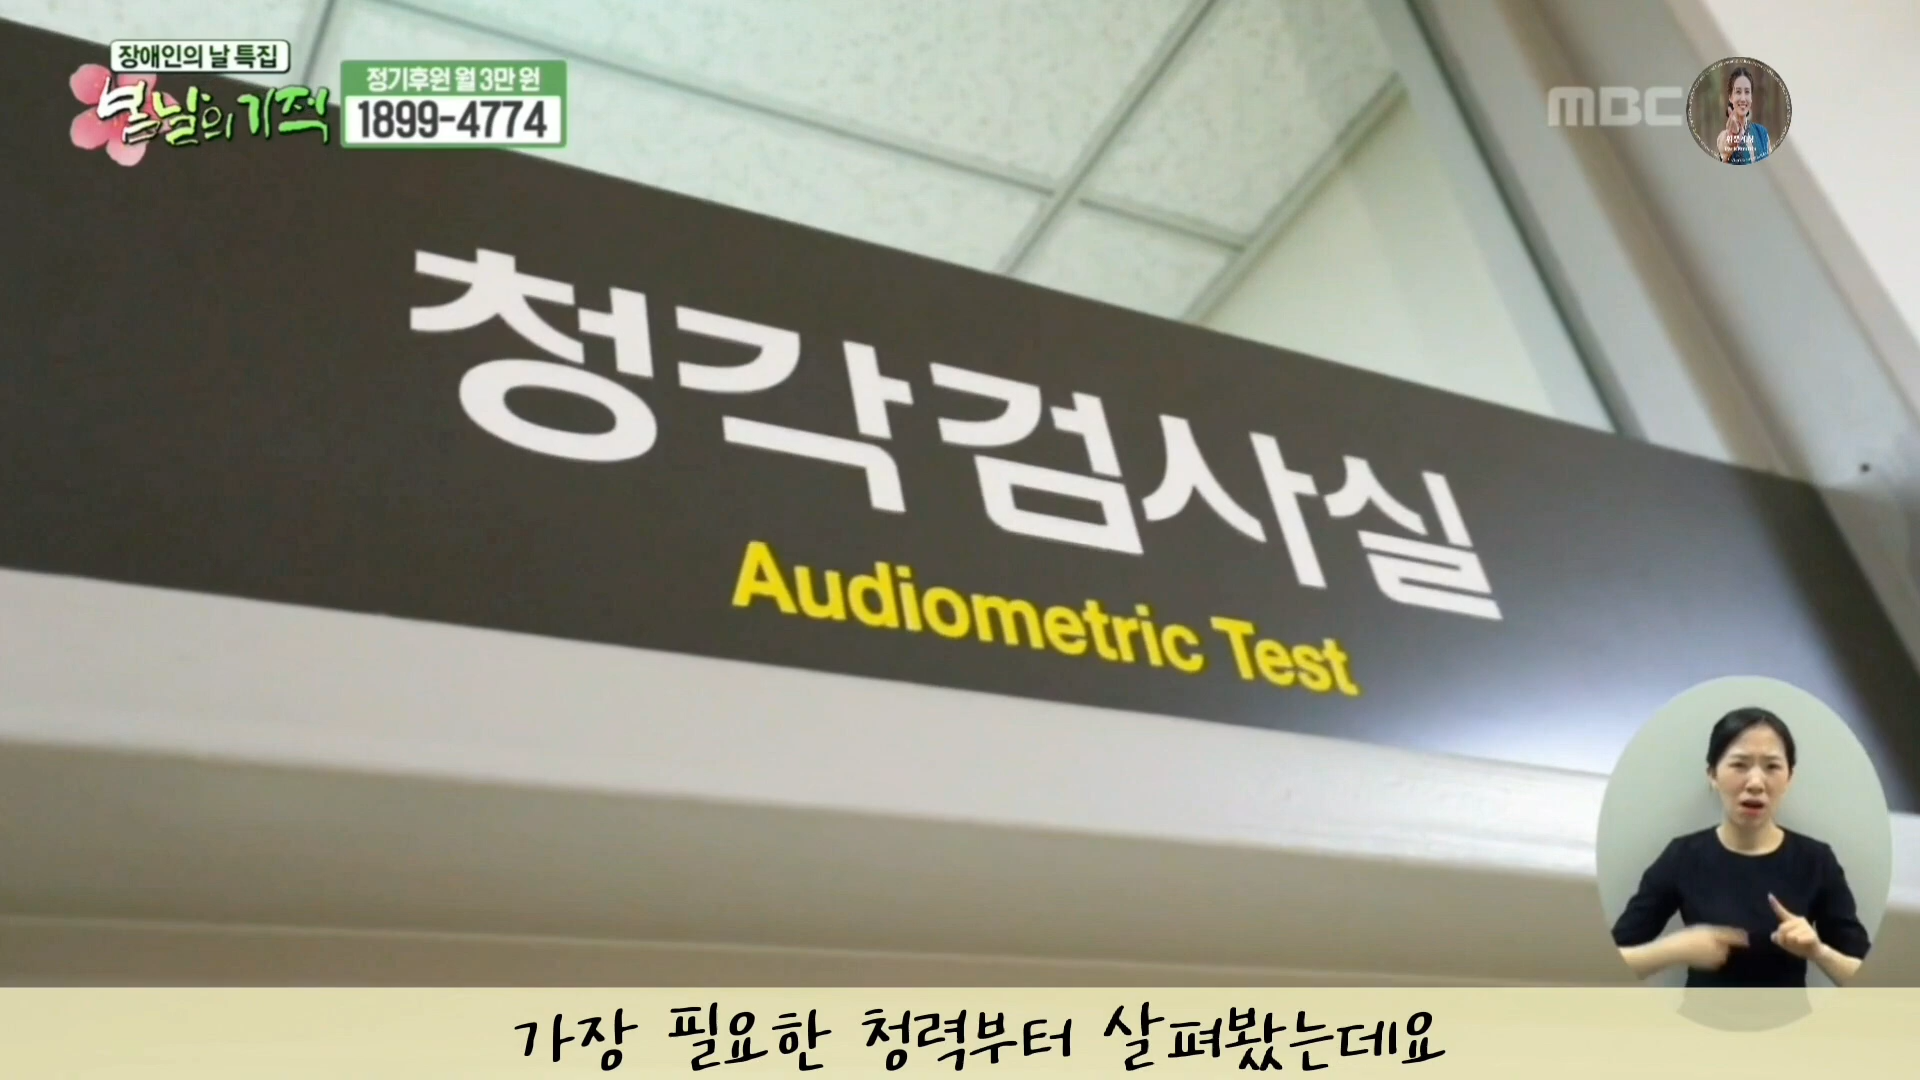 장애인의 날 특집
봄날의 기적
정기후원 월 3만 원
1899-4774
MBC
청각검사실
Audiometric Test
가장 필요한 청력부터 살펴봤는데요